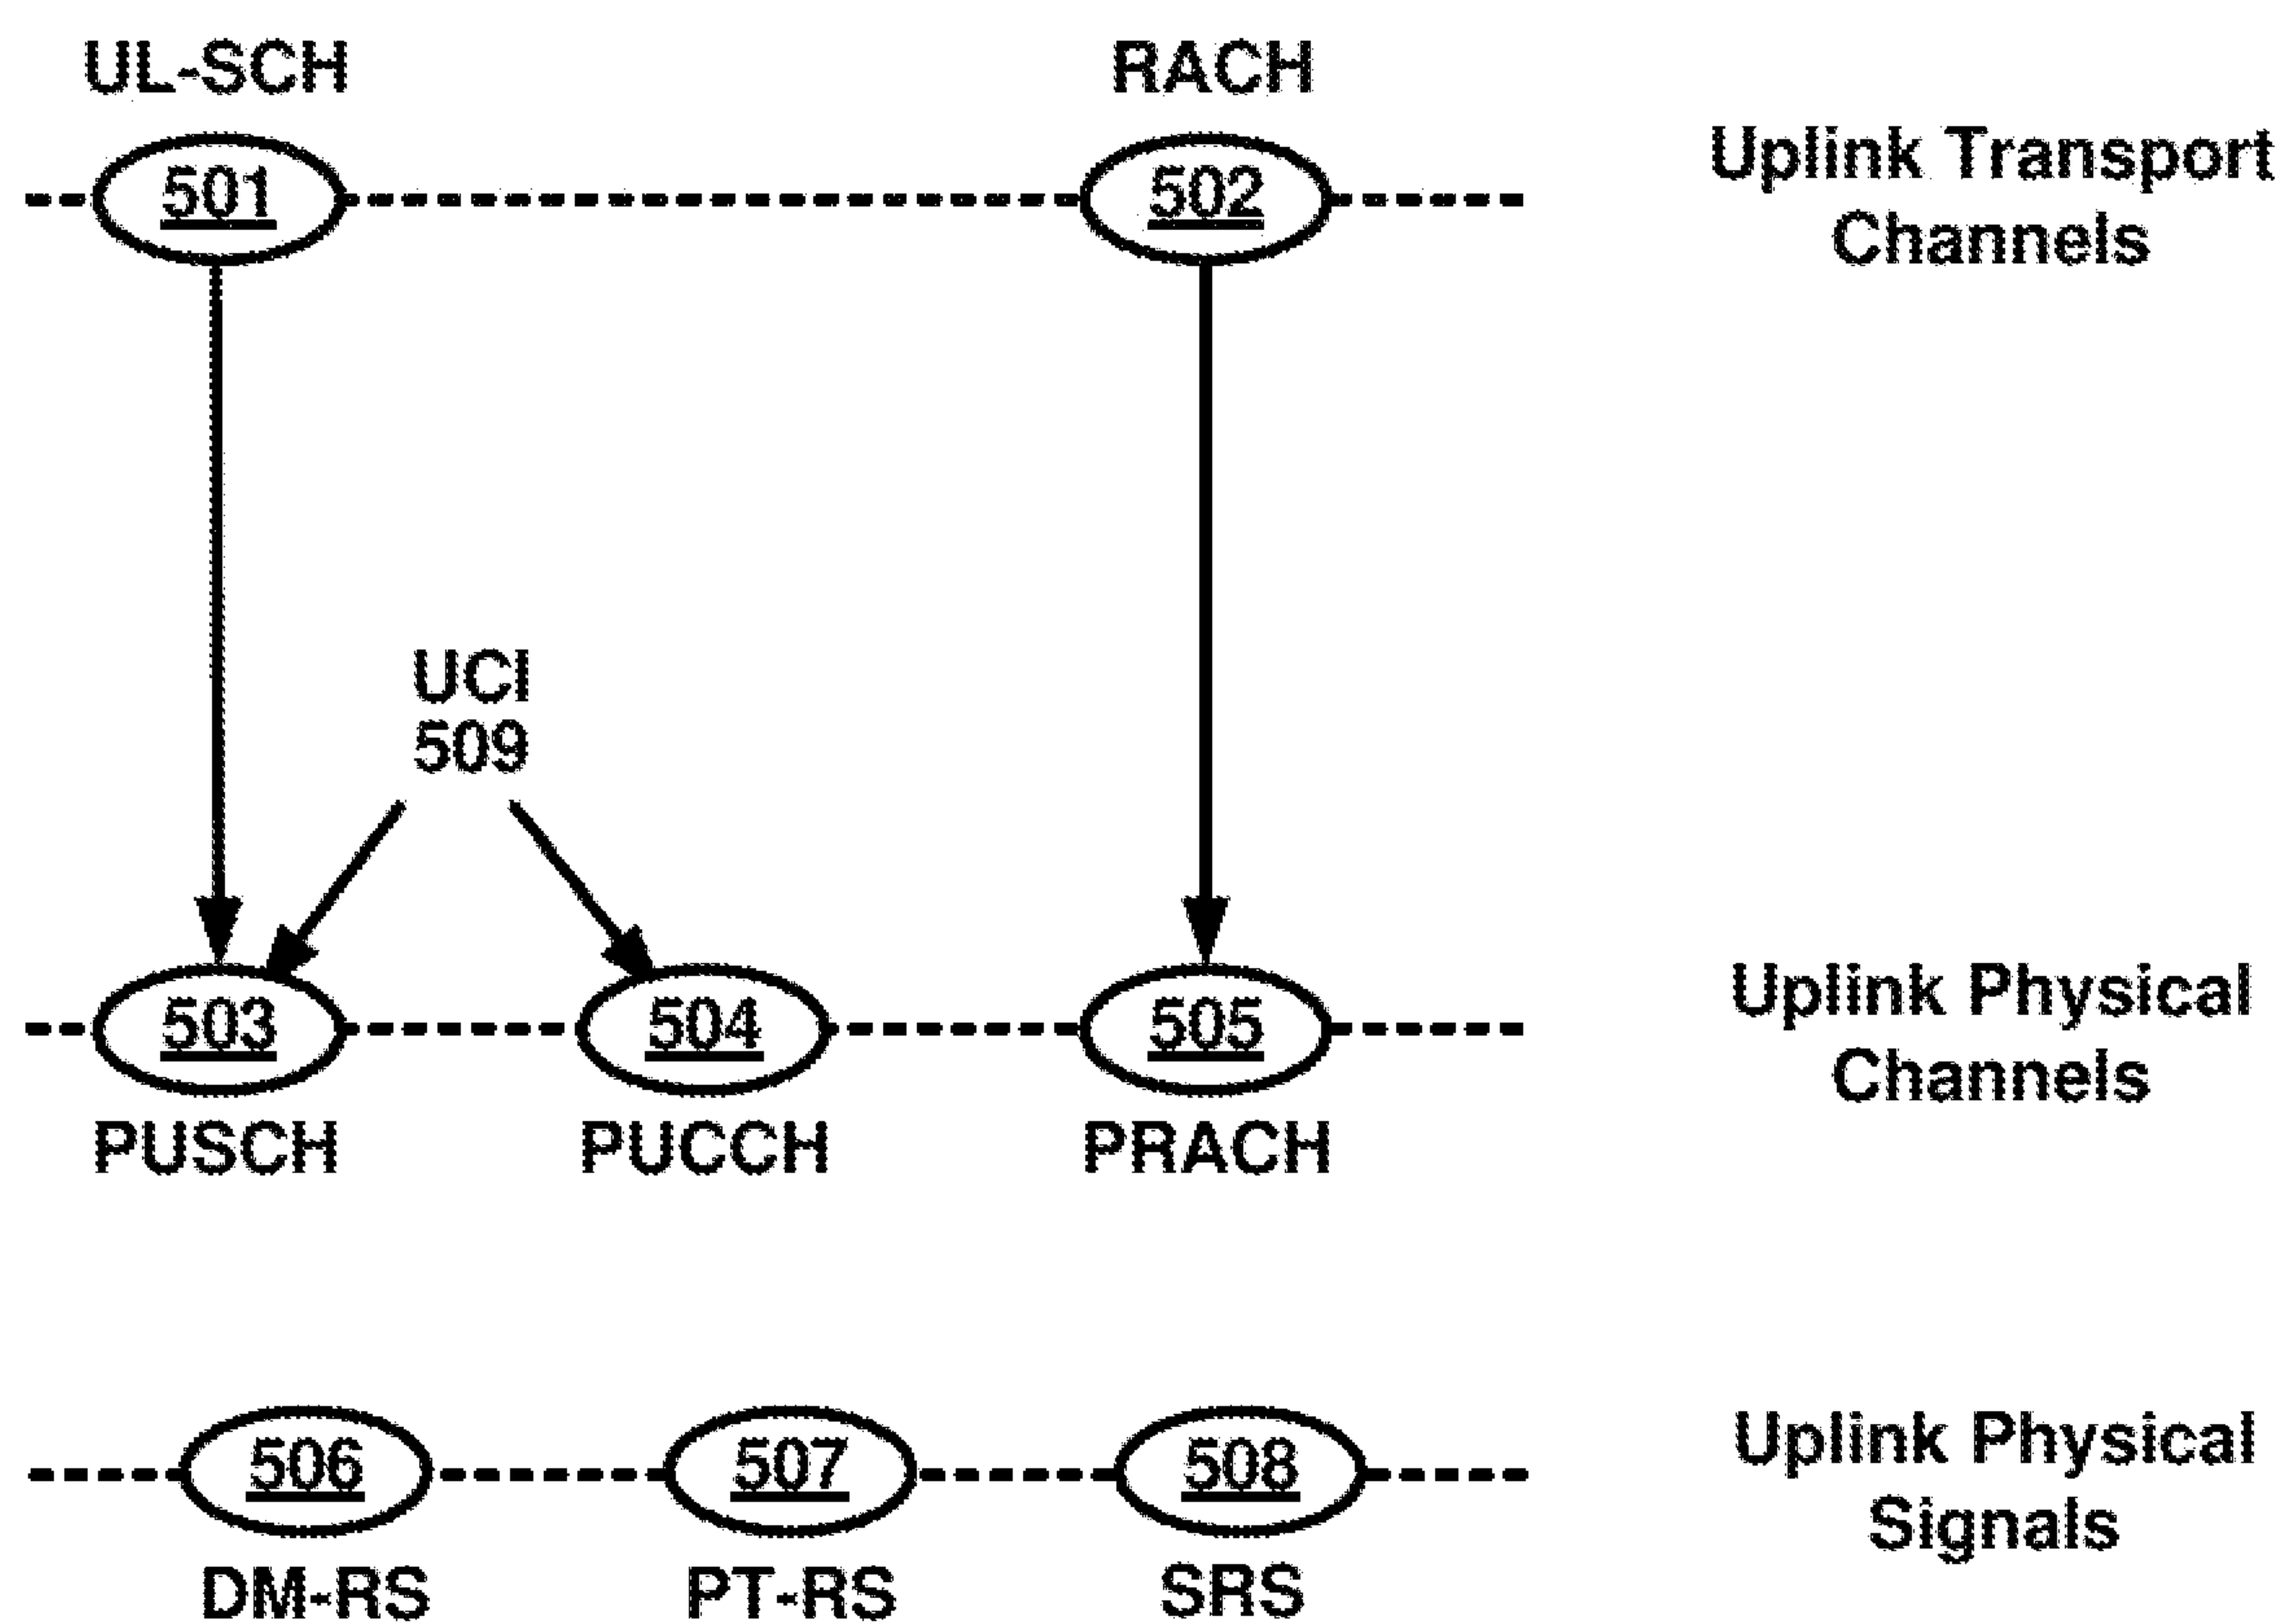 UL-SCH
RACH
501
502
Uplink Transport
Channels
UCI
509
503
504
505
Uplink Physical
Channels
PUSCH
PUCCH
PRACH
506
507
508
Uplink Physical
Signals
DM-RS
PT-RS
SRS